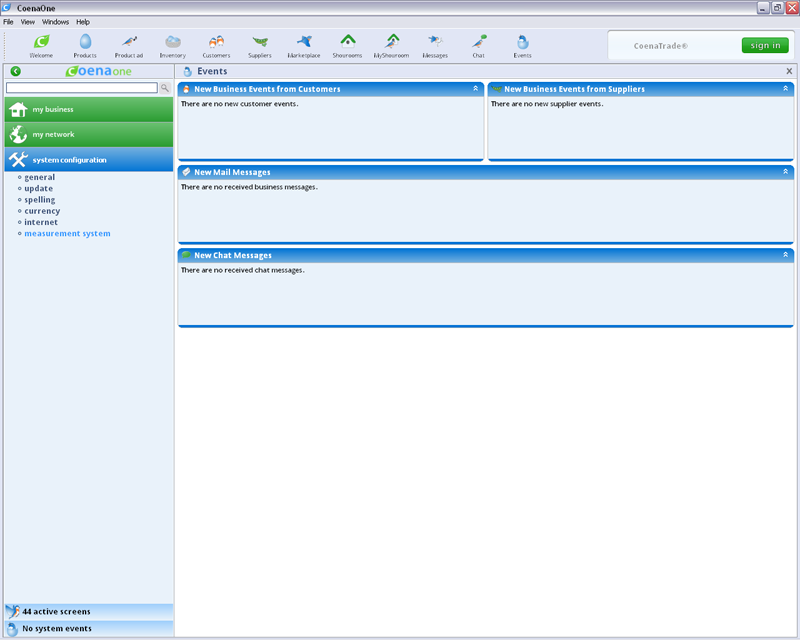 CoenaOne
File View Windows Help
Welcome Products Product ad Inventory Customers Suppliers Marketplace Showrooms MyShowroom Messages Chat Events
CoenaTrade® sign in
Coenaone
Events
my business
my network
system configuration
general
update
spelling
currency
internet
measurement system
New Business Events from Customers
There are no new customer events.
New Business Events from Suppliers
There are no new supplier events.
New Mail Messages
There are no received business messages.
New Chat Messages
There are no received chat messages.
44 active screens
No system events